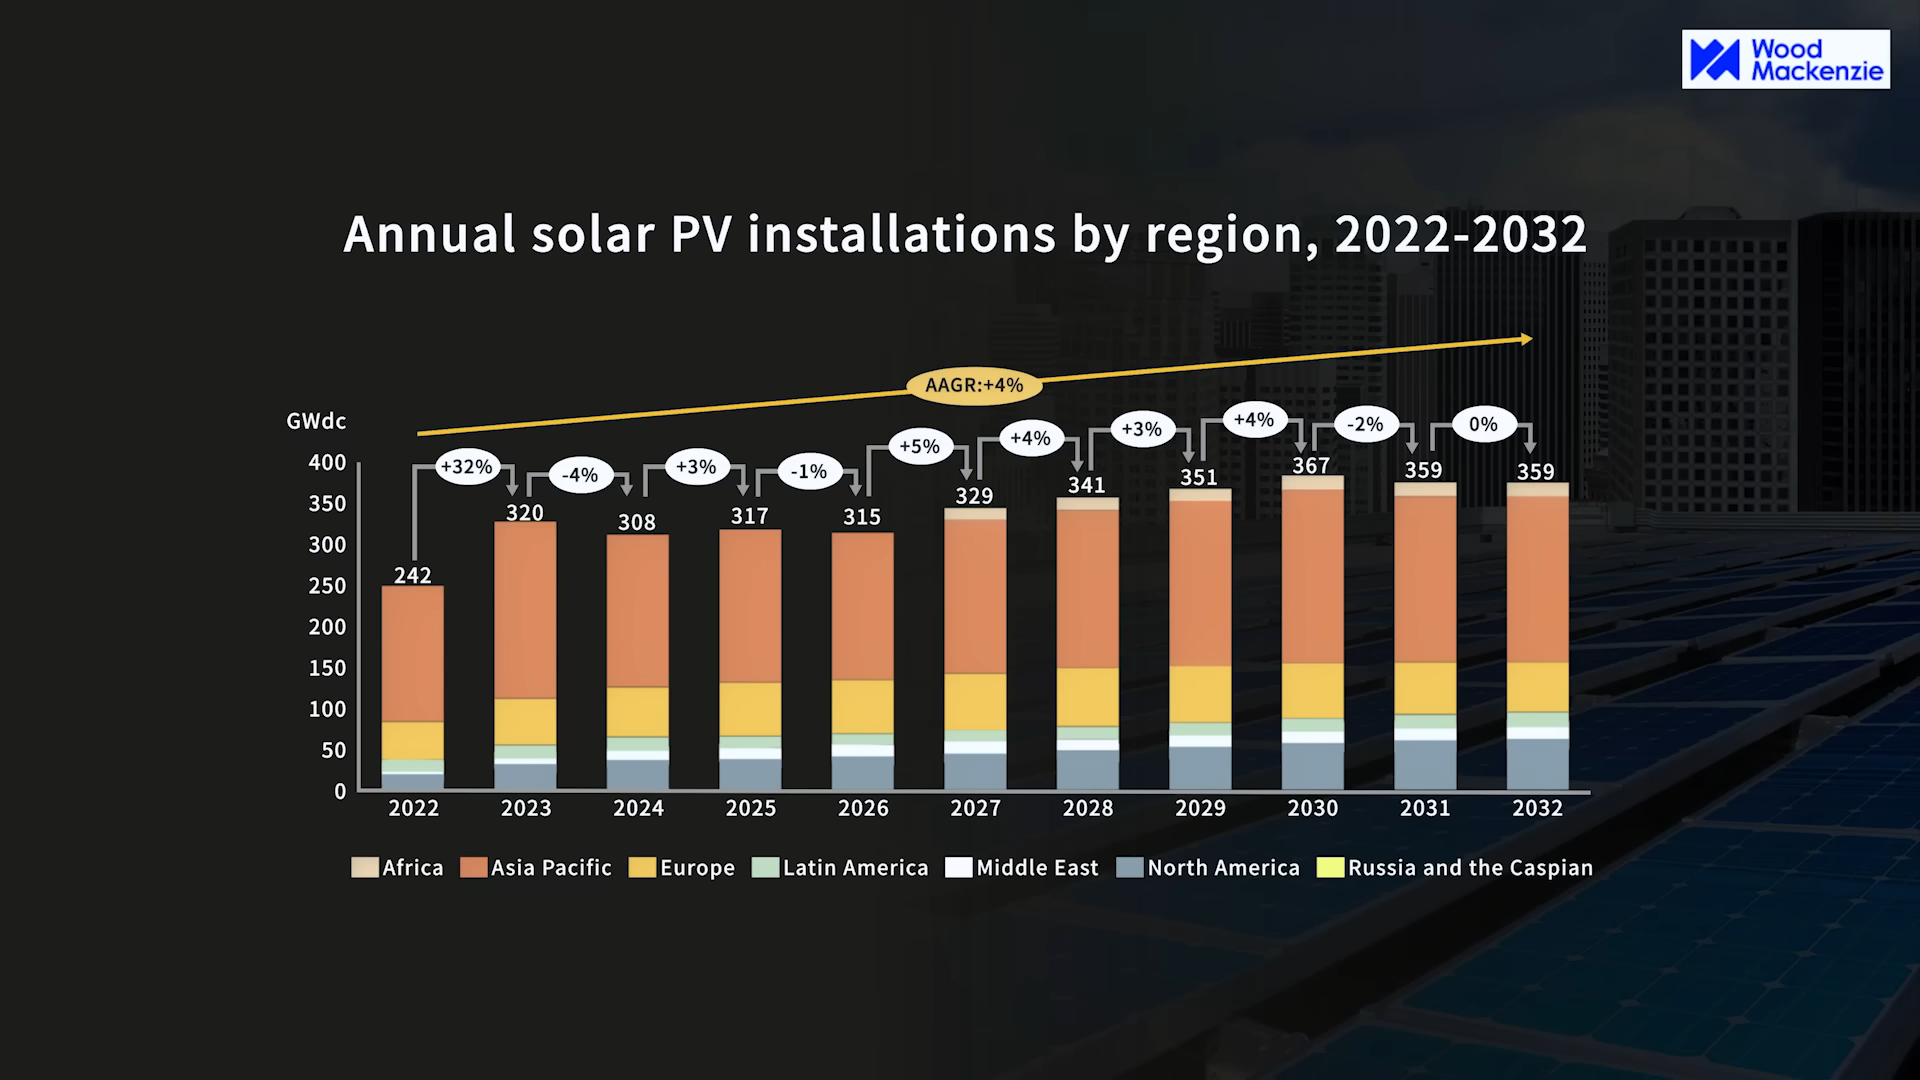 Wood
Mackenzie
Annual solar PV installations by region, 2022-2032
AAGR:+4%
GWdc
+32% -4% +3% -1% +5% +4% +3% +4% -2% 0%
242 320 308 317 315 329 341 351 367 359 359
400
350
300
250
200
150
100
50
0
2022 2023 2024 2025 2026 2027 2028 2029 2030 2031 2032
Africa Asia Pacific Europe Latin America Middle East North America Russia and the Caspian